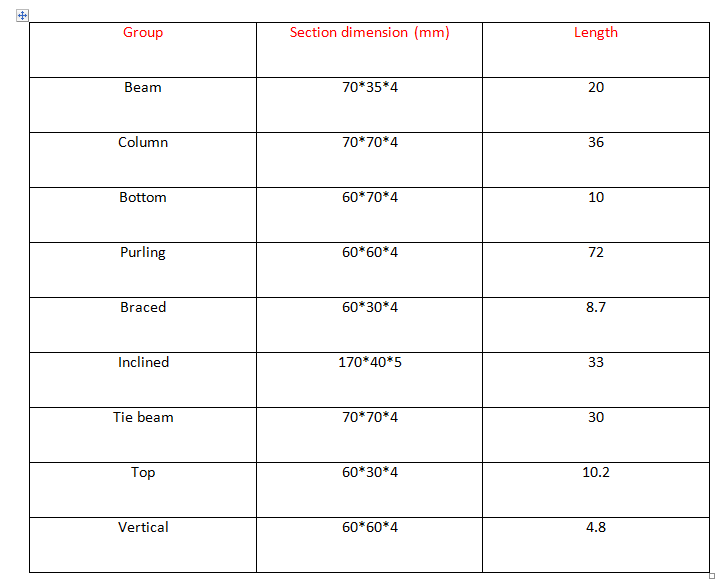 Group Section dimension (mm) Length
Beam 70*35*4 20
Column 70*70*4 36
Bottom 60*70*4 10
Purling 60*60*4 72
Braced 60*30*4 8.7
Inclined 170*40*5 33
Tie beam 70*70*4 30
Top 60*30*4 10.2
Vertical 60*60*4 4.8